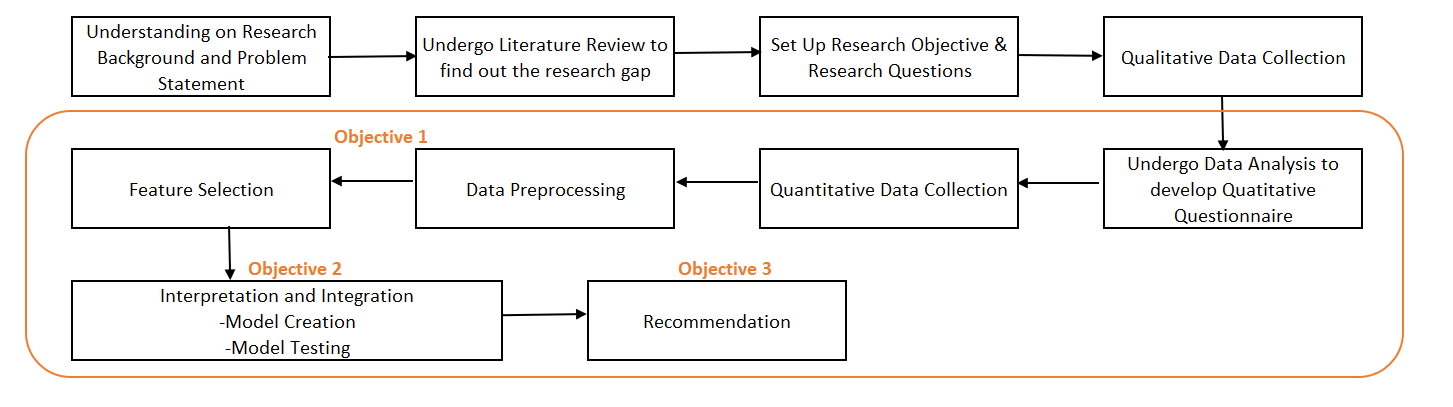 Understanding on Research
Background and Problem
Statement
Undergo Literature Review to
find out the research gap
Set Up Research Objective &
Research Questions
Qualitative Data Collection
Objective 1
Feature Selection
Data Preprocessing
Quantitative Data Collection
Undergo Data Analysis to
develop Quatitative
Questionnaire
Objective 2
Interpretation and Integration
-Model Creation
-Model Testing
Objective 3
Recommendation